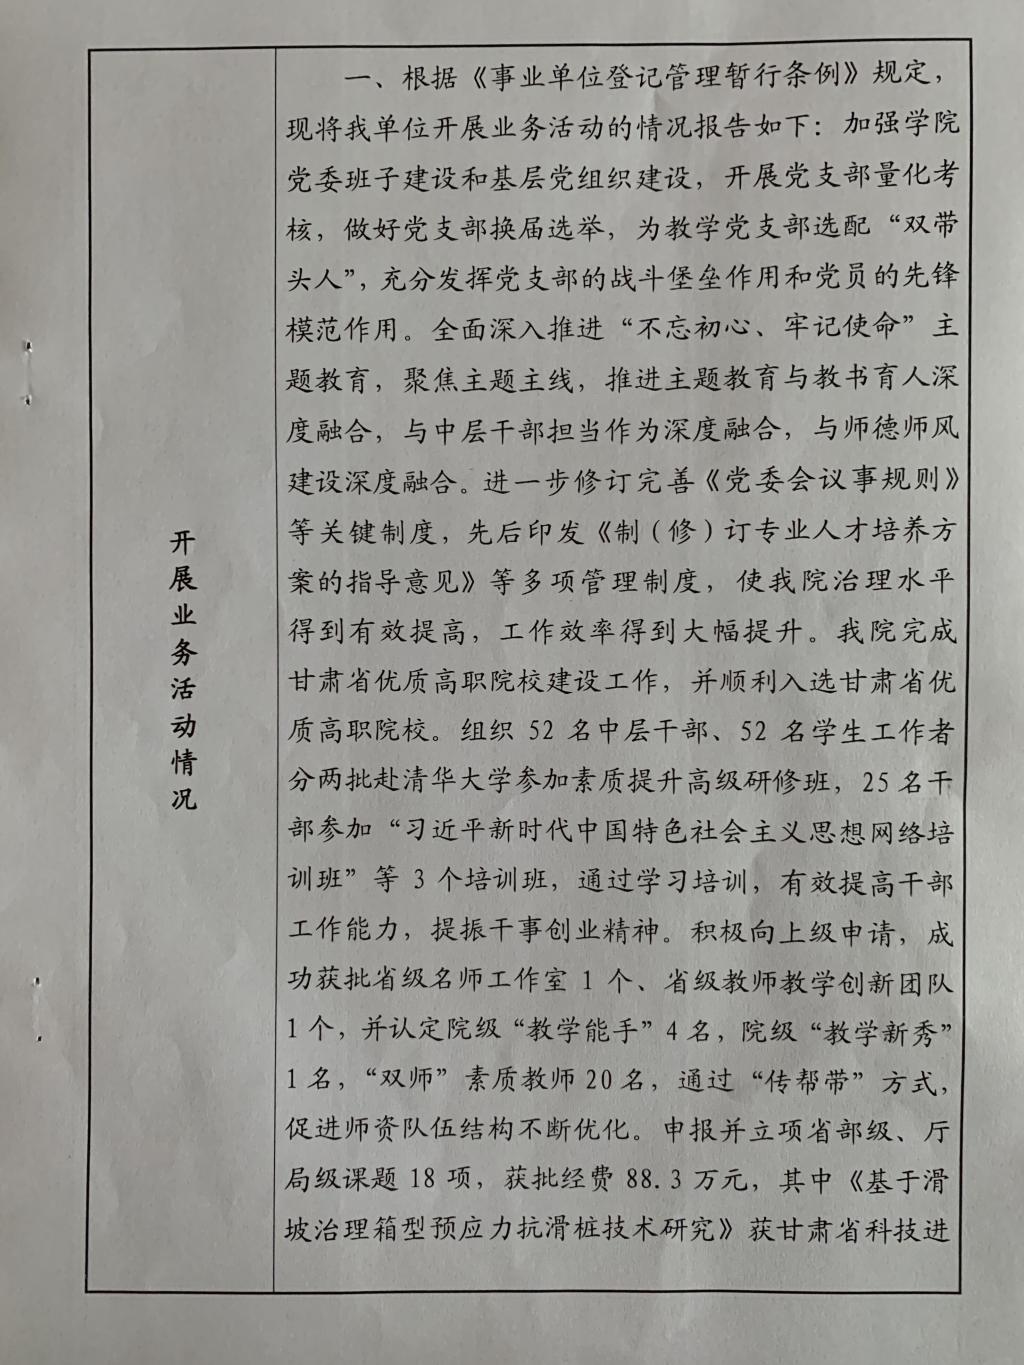 开展业务活动情况
一、根据《事业单位登记管理暂行条例》规定，
现将我单位开展业务活动的情况报告如下：加强学院
党委班子建设和基层党组织建设，开展党支部量化考
核，做好党支部换届选举，为教学党支部选配“双带
头人”，充分发挥党支部的战斗堡垒作用和党员的先锋
模范作用。全面深入推进“不忘初心、牢记使命”主
题教育，聚焦主题主线，推进主题教育与教书育人深
度融合，与中层干部担当作为深度融合，与师德师风
建设深度融合。进一步修订完善《党委会议事规则》
等关键制度，先后印发《制（修）订专业人才培养方
案的指导意见》等多项管理制度，使我院治理水平
得到有效提高，工作效率得到大幅提升。我院完成
甘肃省优质高职院校建设工作，并顺利入选甘肃省优
质高职院校。组织 52 名中层干部、52 名学生工作者
分两批赴清华大学参加素质提升高级研修班，25 名干
部参加“习近平新时代中国特色社会主义思想网络培
训班”等 3 个培训班，通过学习培训，有效提高干部
工作能力，提振干事创业精神。积极向上级申请，成
功获批省级名师工作室 1 个、省级教师教学创新团队
1 个，并认定院级“教学能手”4 名，院级“教学新秀”
1 名，“双师”素质教师 20 名，通过“传帮带”方式，
促进师资队伍结构不断优化。申报并立项省部级、厅
局级课题 18 项，获批经费 88.3 万元，其中《基于滑
坡治理箱型预应力抗滑桩技术研究》获甘肃省科技进